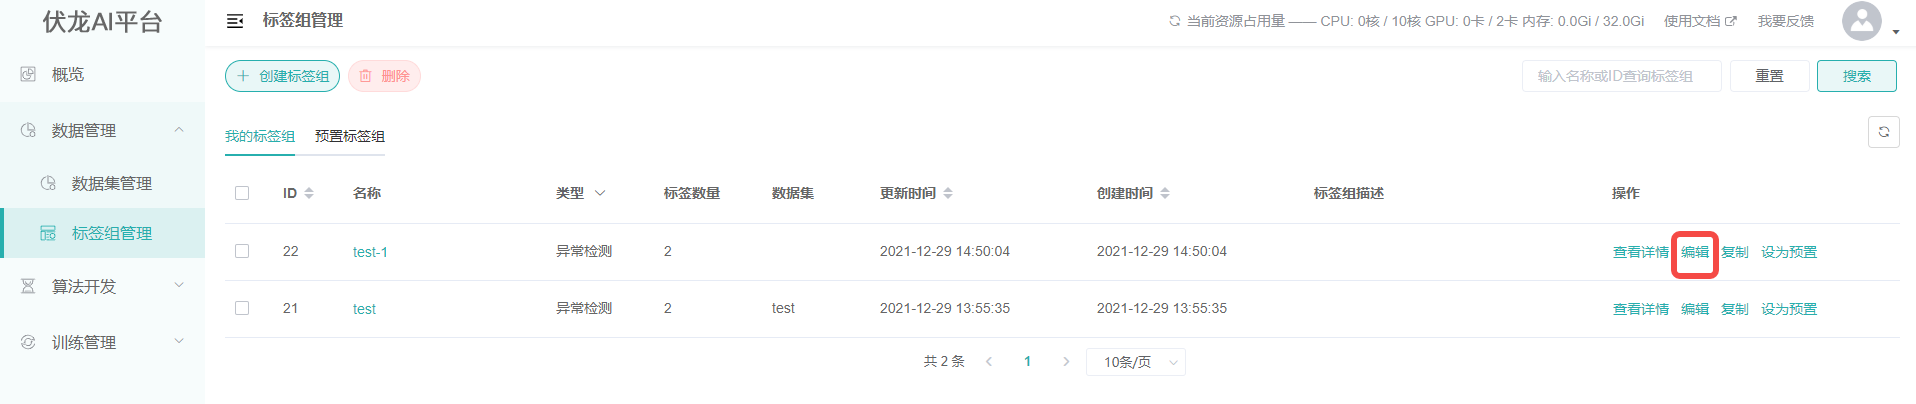 伏龙AI平台
标签组管理
当前资源占用量 —— CPU: 0核 / 10核 GPU: 0卡 / 2卡 内存: 0.0Gi / 32.0Gi 使用文档 我要反馈
概览
数据管理
数据集管理
标签组管理
算法开发
训练管理
创建标签组 删除
输入名称或ID查询标签组 重置 搜索
我的标签组 预置标签组
ID 名称 类型 标签数量 数据集 更新时间 创建时间 标签组描述 操作
22 test-1 异常检测 2 2021-12-29 14:50:04 2021-12-29 14:50:04 查看详情 编辑 复制 设为预置
21 test 异常检测 2 test 2021-12-29 13:55:35 2021-12-29 13:55:35 查看详情 编辑 复制 设为预置
共 2 条 1 10条/页